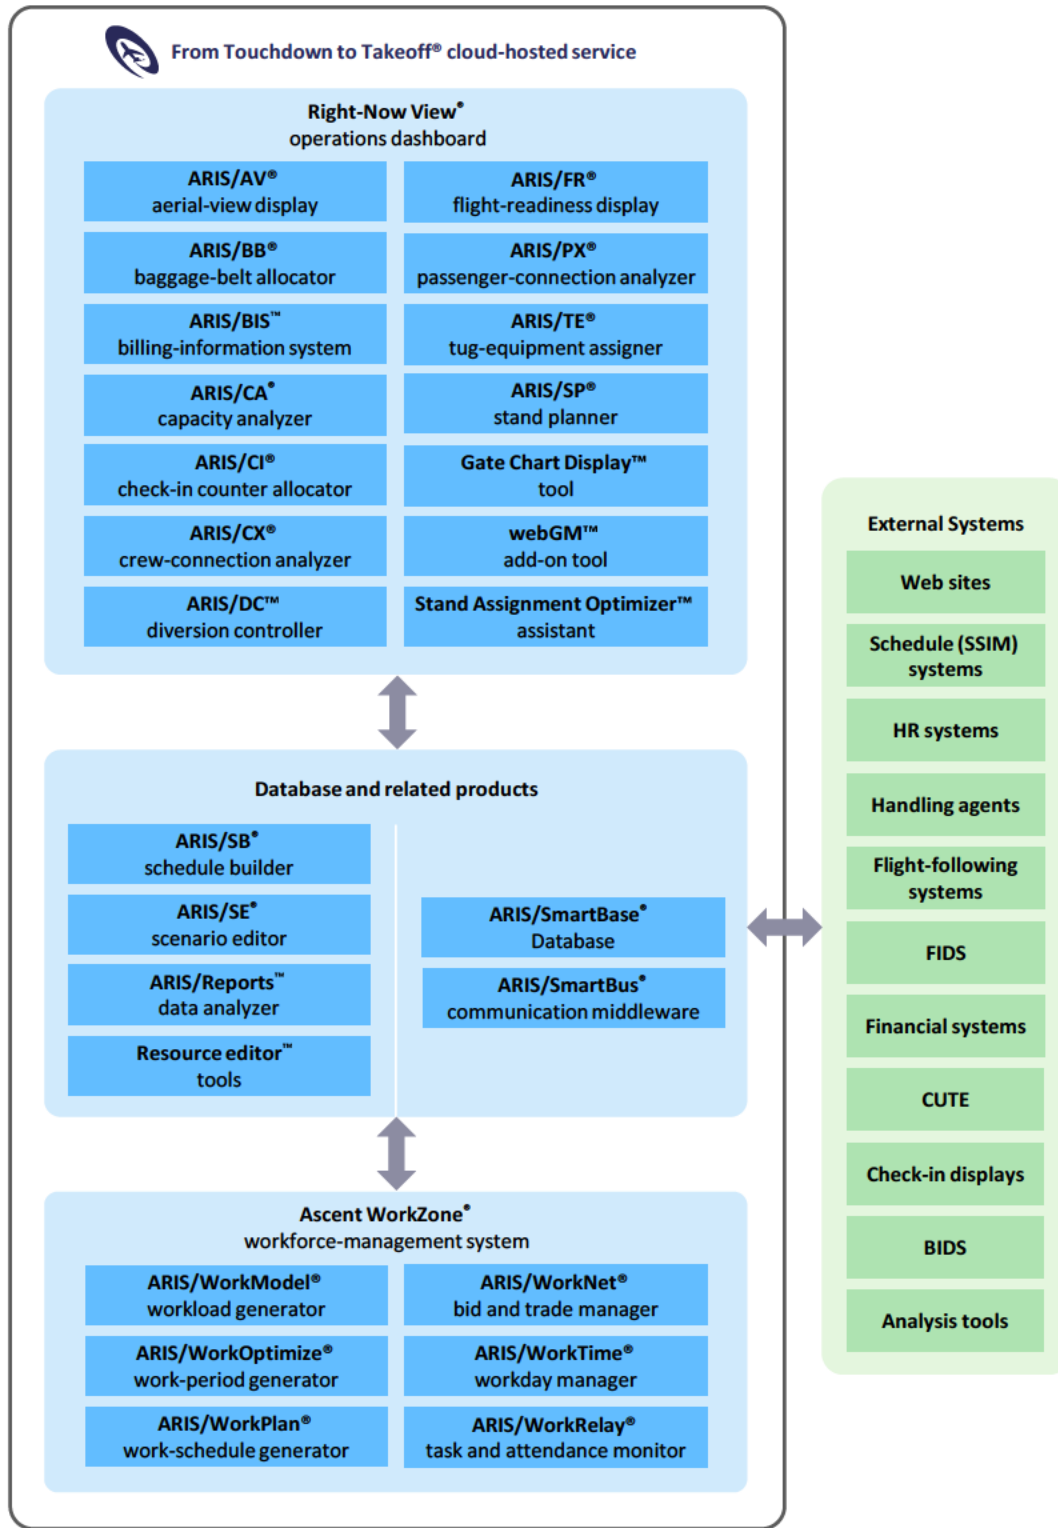 From Touchdown to Takeoff® cloud-hosted service
Right-Now View®
operations dashboard
ARIS/AV®
aerial-view display
ARIS/FR®
flight-readiness display
ARIS/BB®
baggage-belt allocator
ARIS/PX®
passenger-connection analyzer
ARIS/BIS™
billing-information system
ARIS/TE®
tug-equipment assigner
ARIS/CA®
capacity analyzer
ARIS/SP®
stand planner
ARIS/CI®
check-in counter allocator
Gate Chart Display™
tool
ARIS/CX®
crew-connection analyzer
webGM™
add-on tool
ARIS/DC™
diversion controller
Stand Assignment Optimizer™
assistant
Database and related products
ARIS/SB®
schedule builder
ARIS/SE®
scenario editor
ARIS/Reports™
data analyzer
Resource editor™
tools
ARIS/SmartBase®
Database
ARIS/SmartBus®
communication middleware
Ascent WorkZone®
workforce-management system
ARIS/WorkModel®
workload generator
ARIS/WorkNet®
bid and trade manager
ARIS/WorkOptimize®
work-period generator
ARIS/WorkTime®
workday manager
ARIS/WorkPlan®
work-schedule generator
ARIS/WorkRelay®
task and attendance monitor
External Systems
Web sites
Schedule (SSIM)
systems
HR systems
Handling agents
Flight-following
systems
FIDS
Financial systems
CUTE
Check-in displays
BIDS
Analysis tools